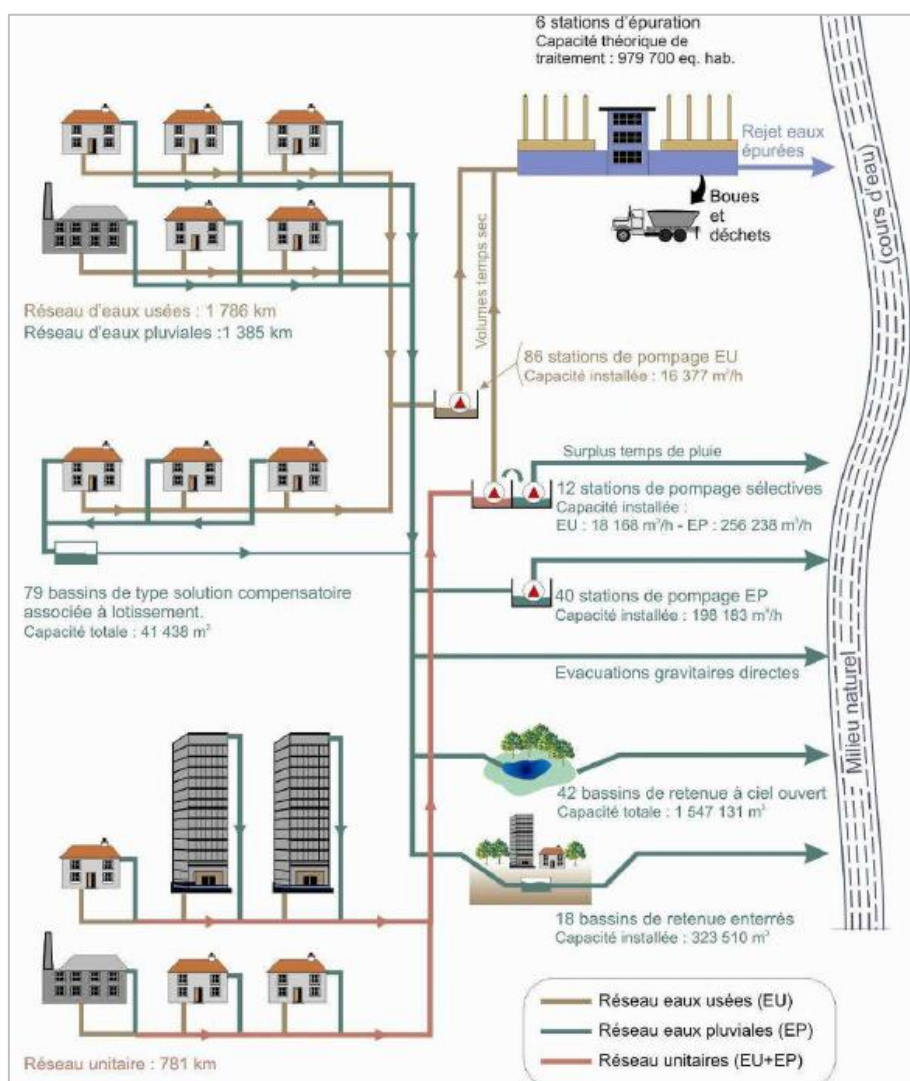 6 stations d'épuration
Capacité théorique de
traitement : 979 700 eq. hab.
Rejet eaux
épurées
Boues
et
déchets
Réseau d'eaux usées : 1 786 km
Réseau d'eaux pluviales :1 385 km
Volumes temps sec
86 stations de pompage EU
Capacité installée : 16 377 m³/h
Surplus temps de pluie
12 stations de pompage sélectives
Capacité installée :
EU : 18 168 m³/h - EP : 256 238 m³/h
79 bassins de type solution compensatoire
associée à lotissement.
Capacité totale : 41 438 m³
40 stations de pompage EP
Capacité installée : 198 183 m³/h
Evacuations gravitaires directes
42 bassins de retenue à ciel ouvert
Capacité totale : 1 547 131 m³
18 bassins de retenue enterrés
Capacité installée : 323 510 m³
Milieu naturel
(cours d'eau)
Réseau unitaire : 781 km
Réseau eaux usées (EU)
Réseau eaux pluviales (EP)
Réseau unitaires (EU+EP)